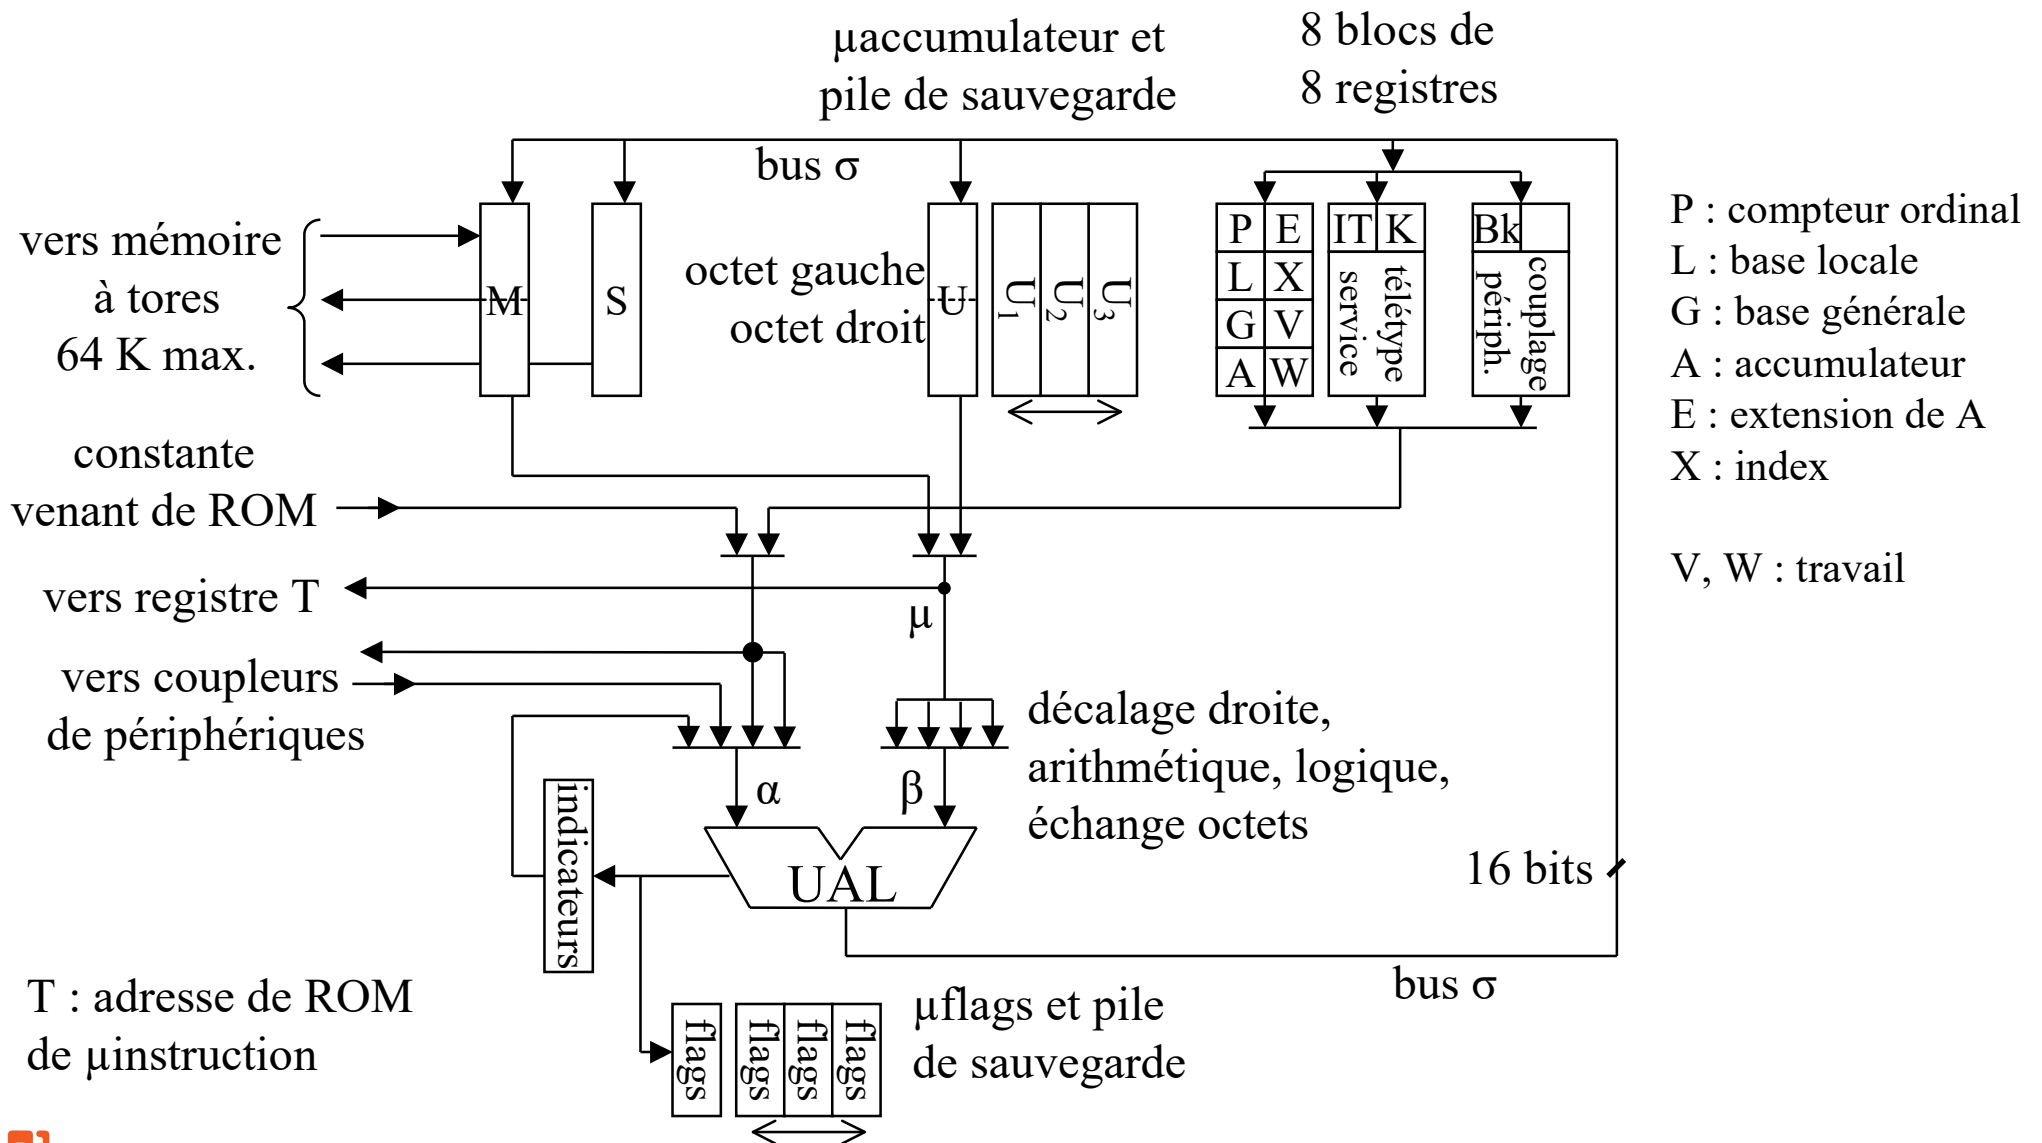 µaccumulateur et
pile de sauvegarde
8 blocs de
8 registres
bus σ
vers mémoire
à tores
64 K max.
M
S
octet gauche
octet droit
U
U1
U2
U3
P
E
L
X
G
V
A
W
IT
K
service
télétype
Bk
périph.
couplage
P : compteur ordinal
L : base locale
G : base générale
A : accumulateur
E : extension de A
X : index
V, W : travail
constante
venant de ROM
vers registre T
µ
vers coupleurs
de périphériques
décalage droite,
arithmétique, logique,
échange octets
α
β
indicateurs
UAL
16 bits
bus σ
T : adresse de ROM
de µinstruction
flags
flags
flags
flags
µflags et pile
de sauvegarde